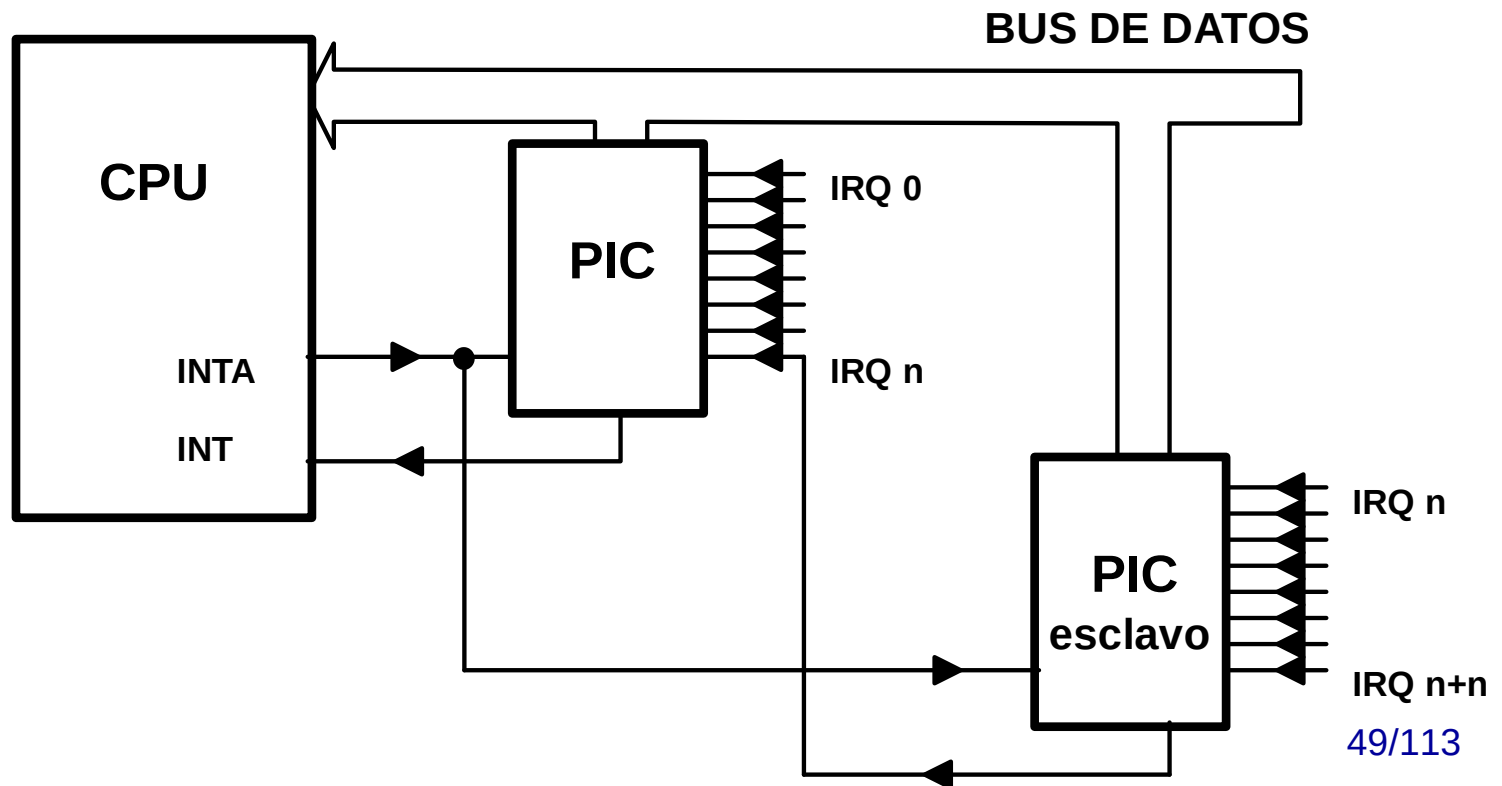 BUS DE DATOS
CPU
IRQ 0
PIC
INTA
IRQ n
INT
IRQ n
PIC
esclavo
IRQ n+n
49/113